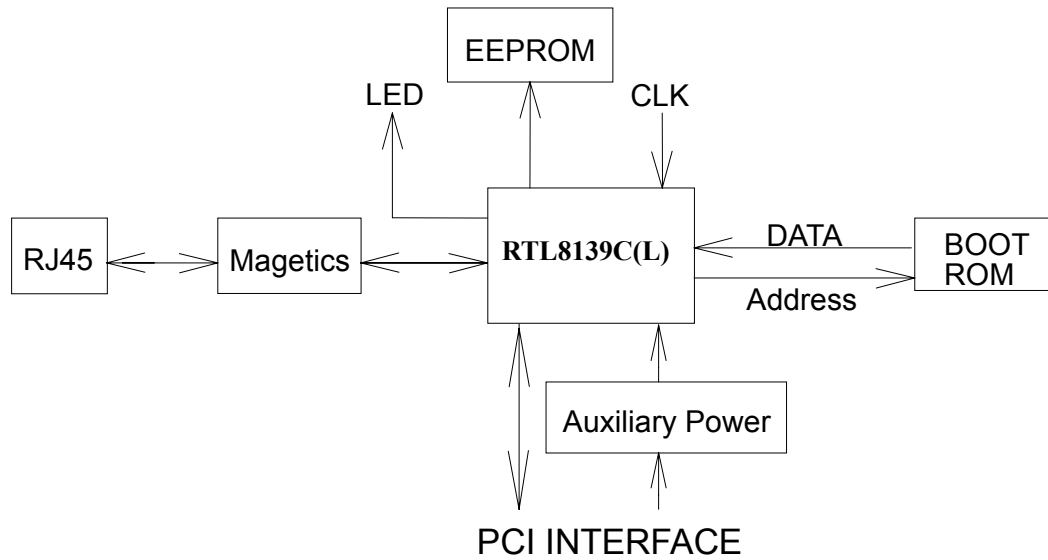 EEPROM
LED
CLK
RJ45
Magetics
RTL8139C(L)
DATA
Address
BOOT
ROM
Auxiliary Power
PCI INTERFACE